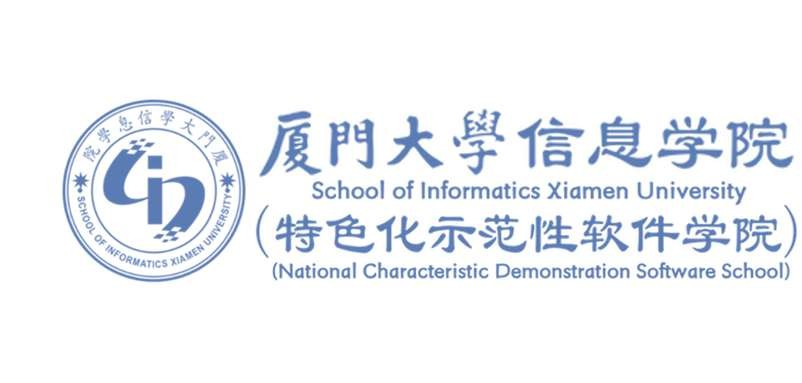 院學息信學大門廈
SCHOOL OF INFORMATICS XIAMEN UNIVERSITY
厦門大學信息学院
School of Informatics Xiamen University
（特色化示范性软件学院）
(National Characteristic Demonstration Software School)